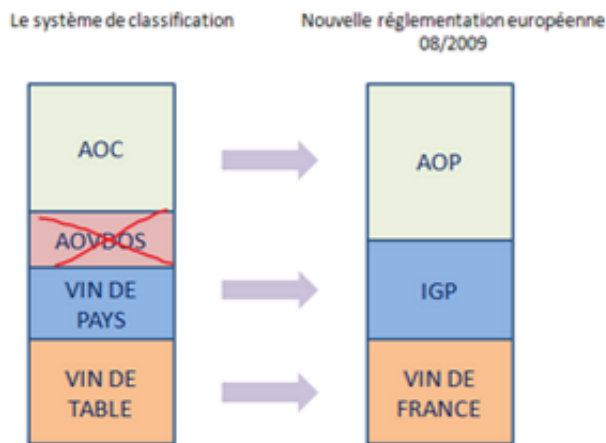 Le système de classification
Nouvelle réglementation européenne
08/2009
AOC
AOP
AOVDQS
VIN DE
PAYS
IGP
VIN DE
TABLE
VIN DE
FRANCE